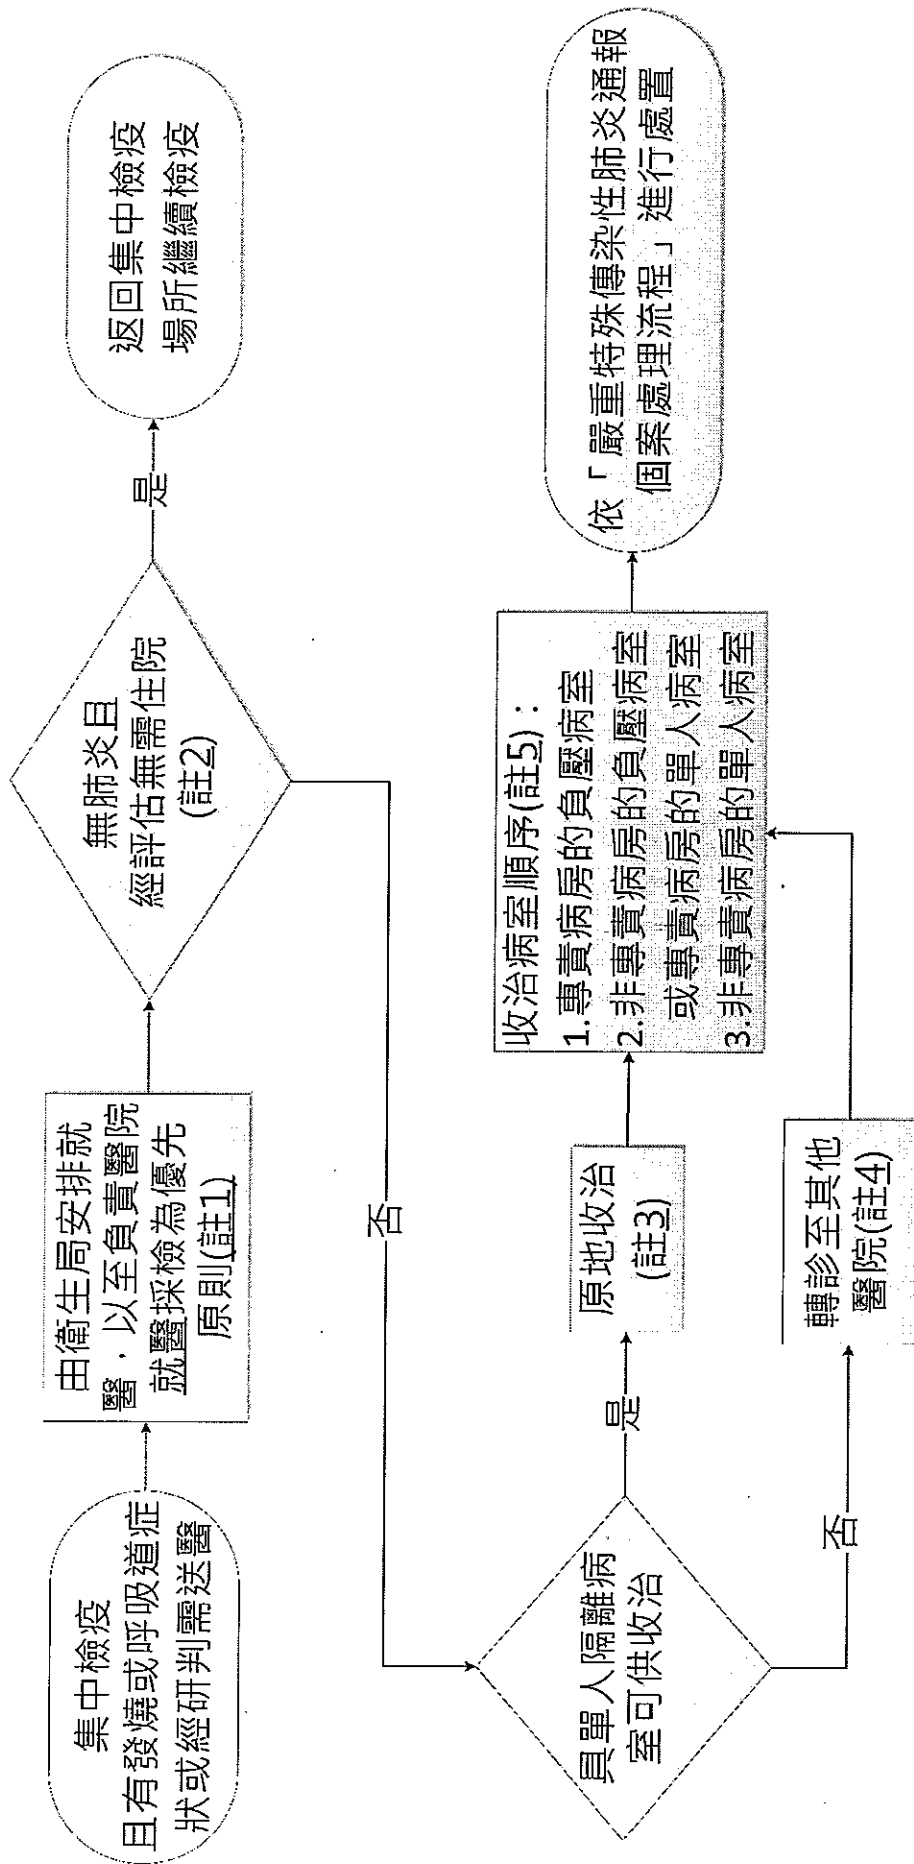 集中檢疫
且有發燒或呼吸道症
狀或經研判需送醫
由衛生局安排就
醫，以至負責醫院
就醫採檢為優先
原則(註1)
無肺炎且
經評估無需住院
(註2)
是
返回集中檢疫
場所繼續檢疫
否
具單人隔離病
室可供收治
是
原地收治
(註3)
否
轉診至其他
醫院(註4)
收治病室順序(註5)：
1.專責病房的負壓病室
2.非專責病房的負壓病室
或專責病房的單人病室
3.非專責病房的單人病室
依「嚴重特殊傳染性肺炎通報
個案處理流程」進行處置